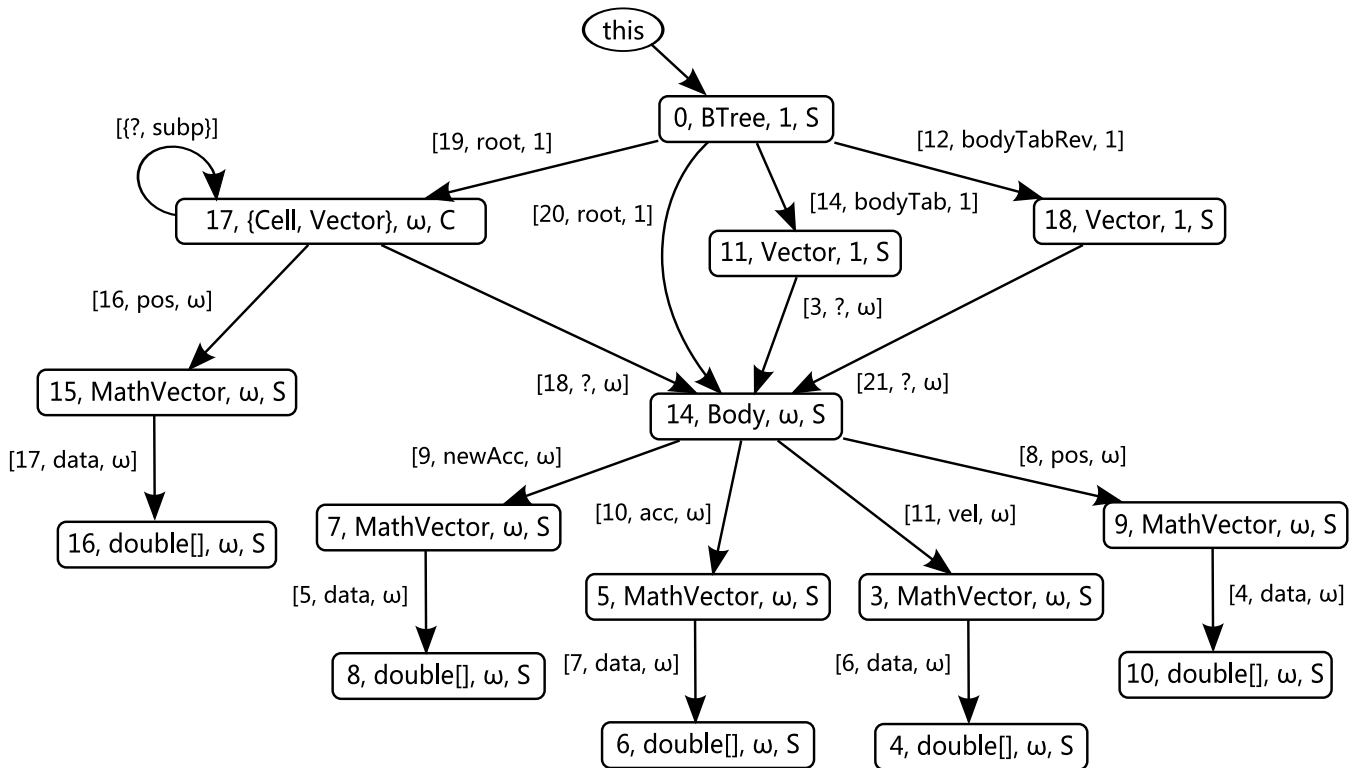 this
0, BTree, 1, S
[{?, subp}]
[19, root, 1]
[12, bodyTabRev, 1]
17, {Cell, Vector}, ω, C
[20, root, 1]
[14, bodyTab, 1]
18, Vector, 1, S
11, Vector, 1, S
[16, pos, ω]
[3, ?, ω]
15, MathVector, ω, S
[18, ?, ω]
[21, ?, ω]
14, Body, ω, S
[17, data, ω]
[9, newAcc, ω]
[8, pos, ω]
[10, acc, ω]
[11, vel, ω]
16, double[], ω, S
7, MathVector, ω, S
9, MathVector, ω, S
[5, data, ω]
5, MathVector, ω, S
3, MathVector, ω, S
[4, data, ω]
8, double[], ω, S
[7, data, ω]
[6, data, ω]
10, double[], ω, S
6, double[], ω, S
4, double[], ω, S